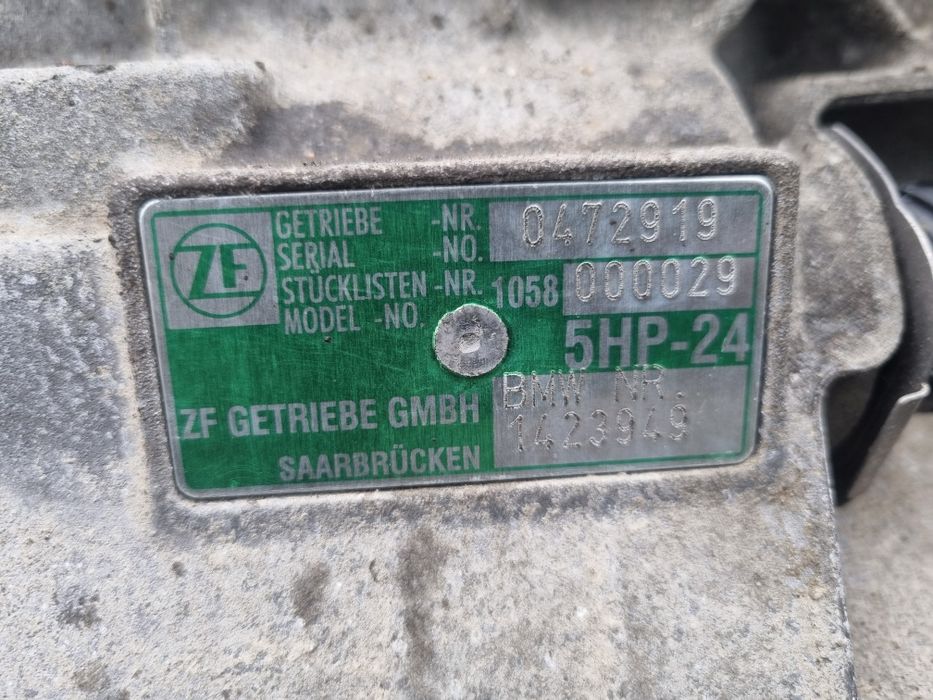 ZF
GETRIEBE -NR. 0472919
SERIAL -NO.
STÜCKLISTEN -NR. 1058 000029
MODEL -NO.
5HP-24
BMW NR.
ZF GETRIEBE GMBH 1423949
SAARBRÜCKEN